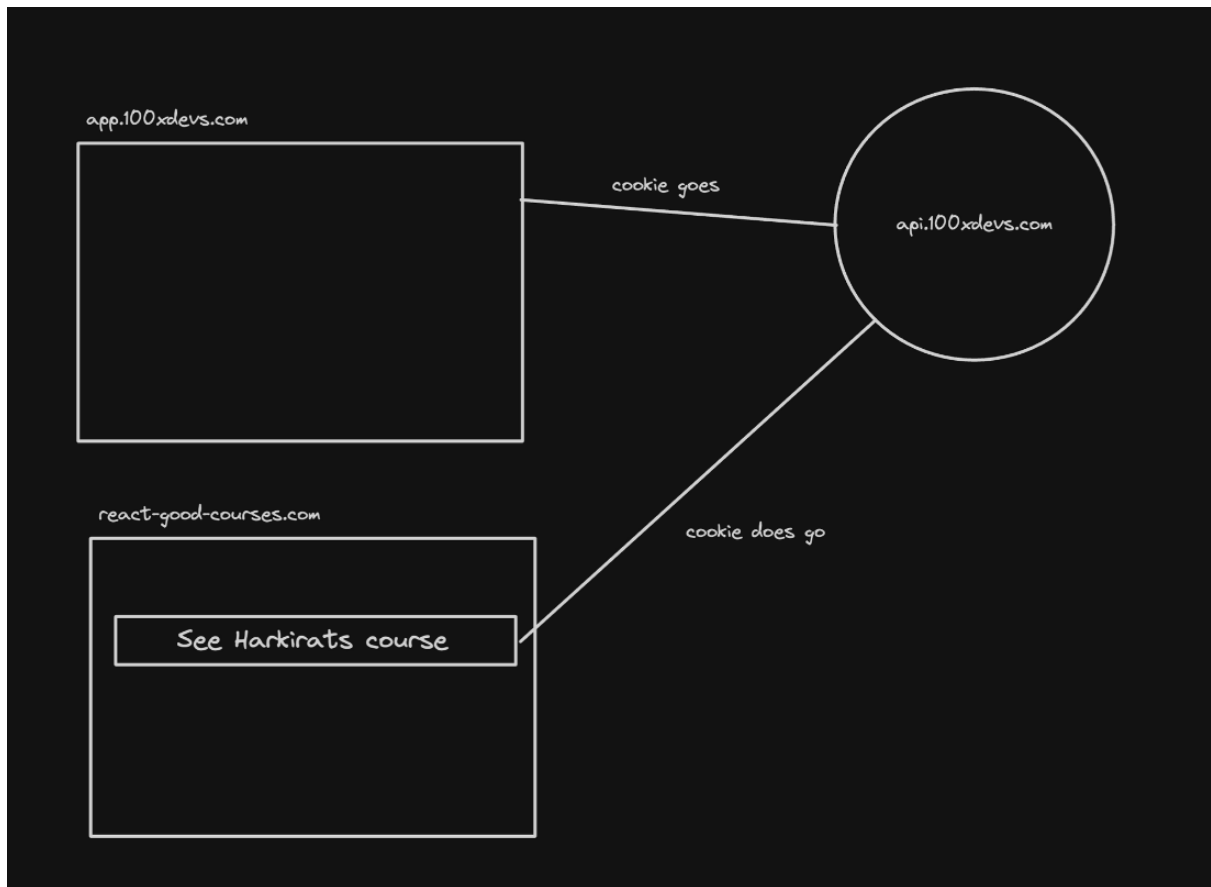 app.100xdevs.com
cookie goes
api.100xdevs.com
react-good-courses.com
cookie does go
See Harkirats course